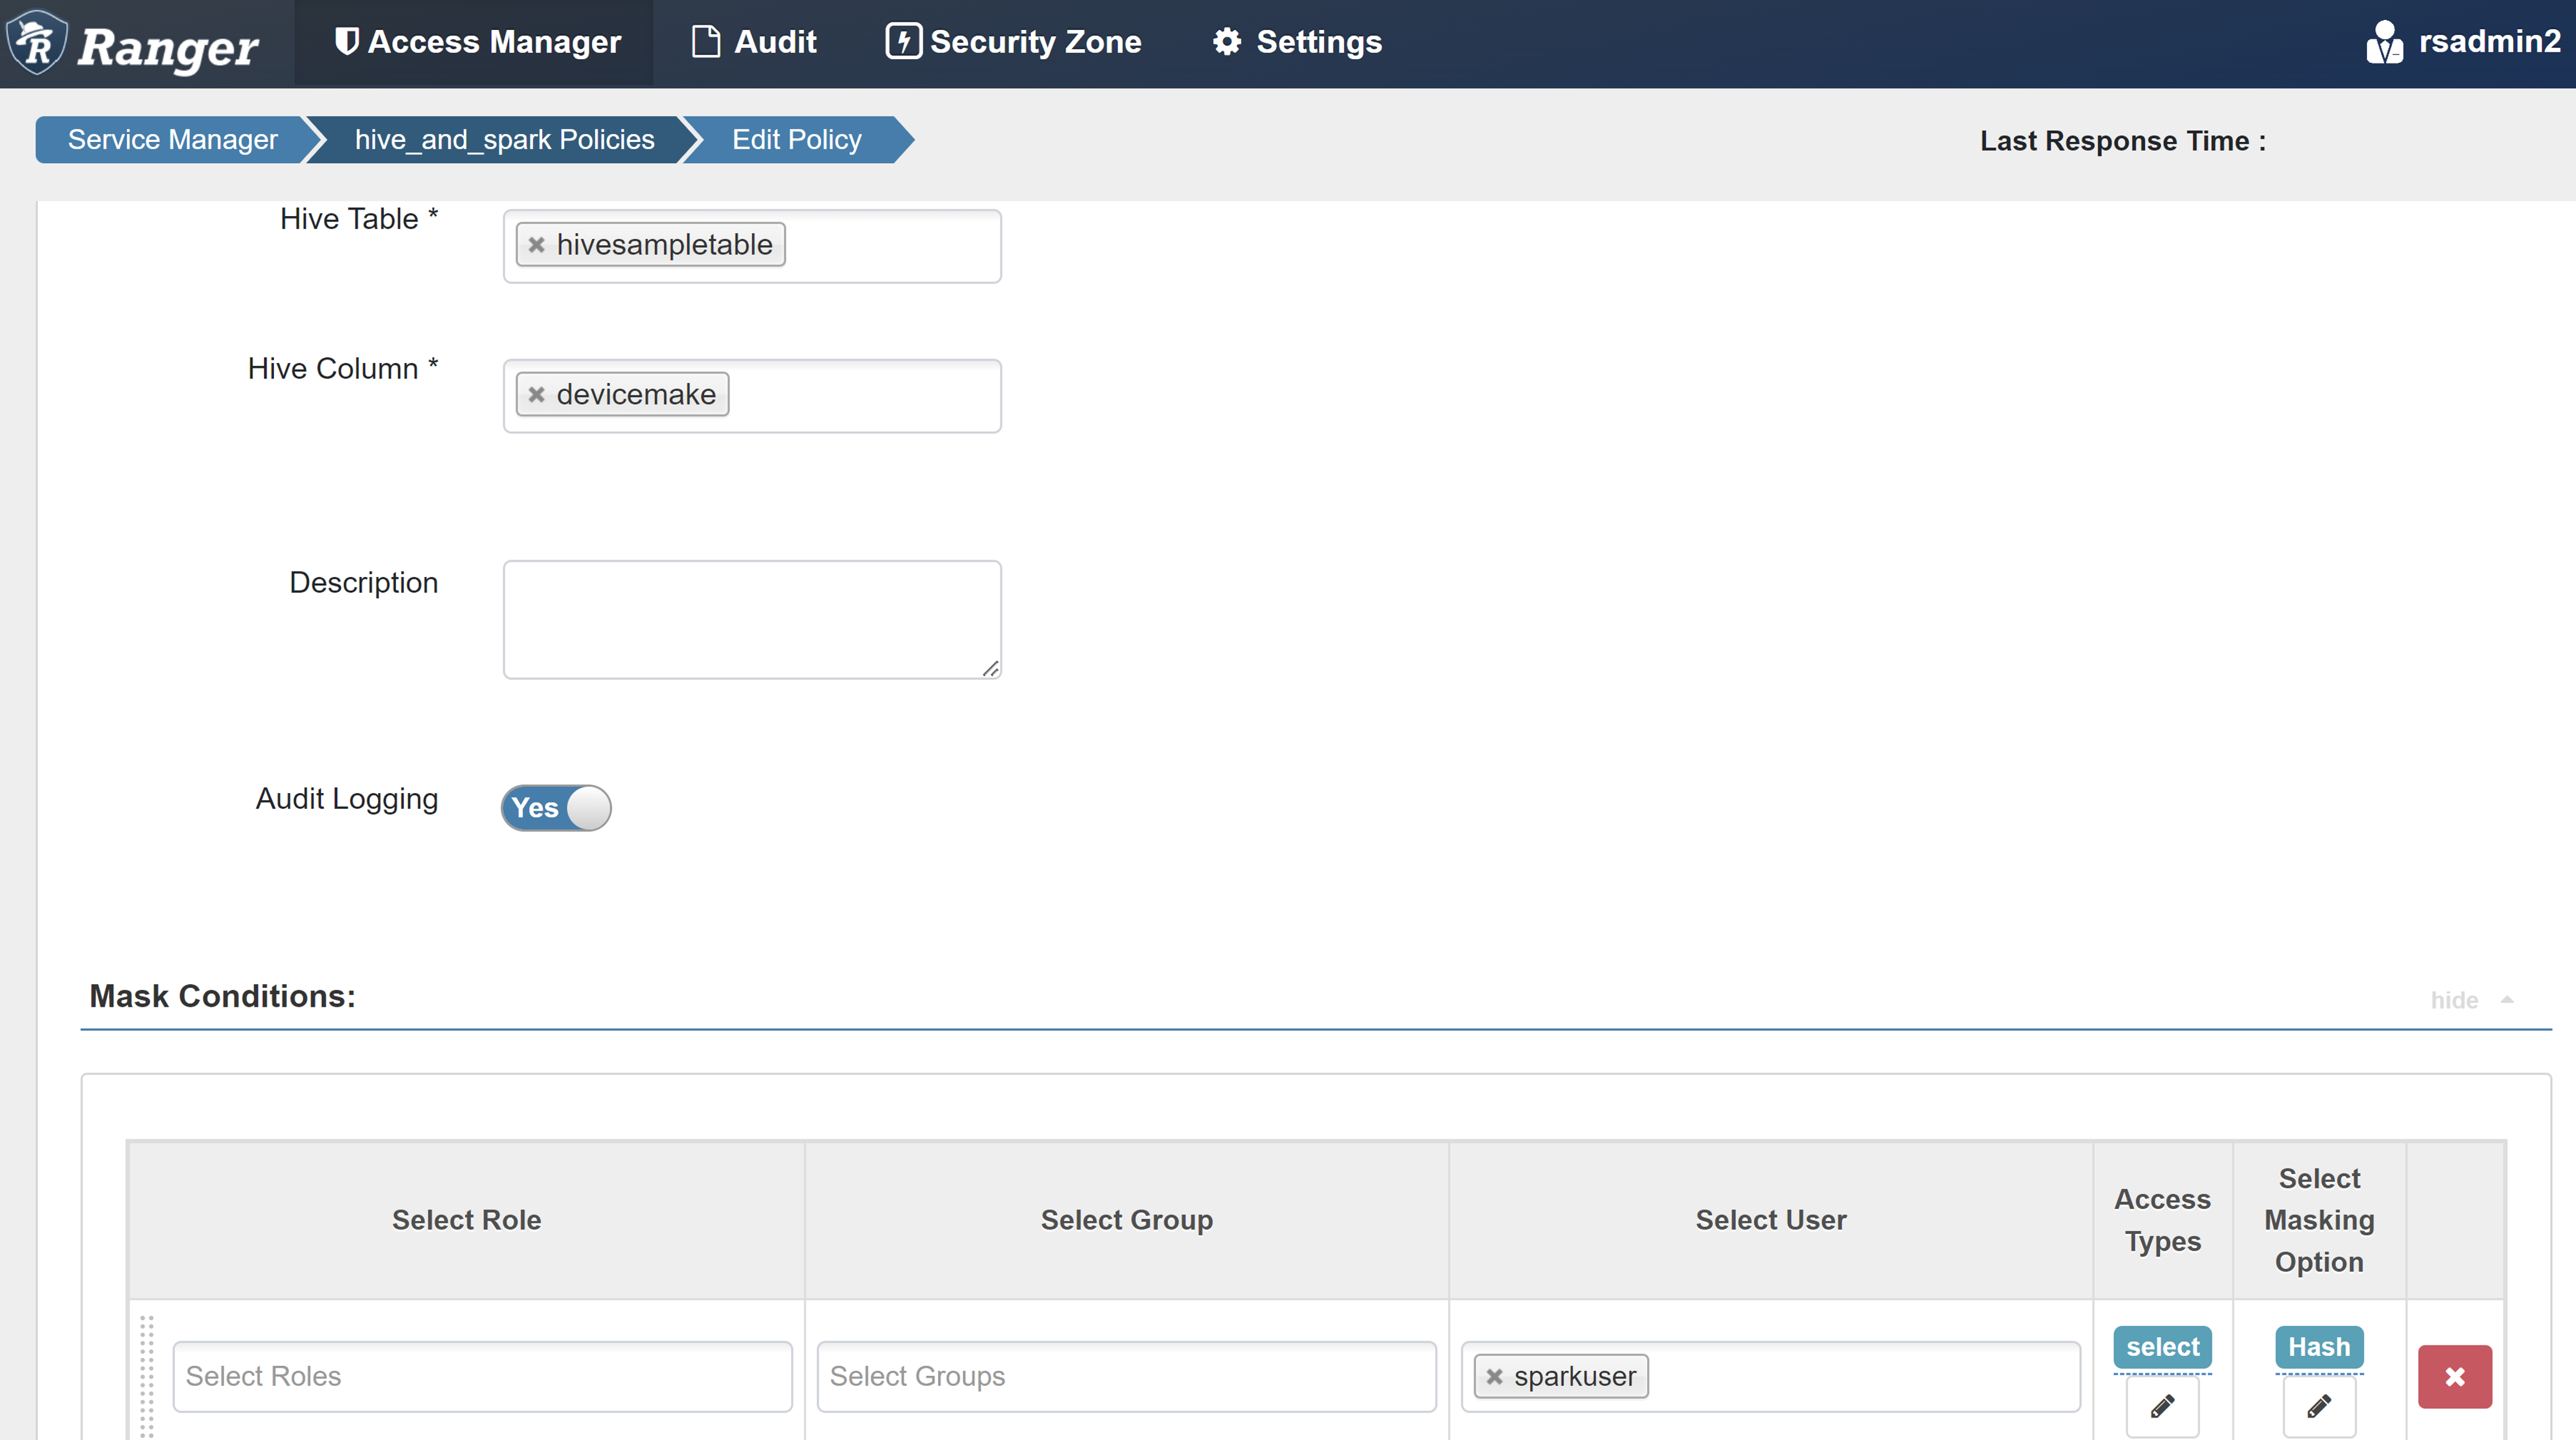 Ranger
Access Manager
Audit
Security Zone
Settings
rsadmin2
Service Manager
hive_and_spark Policies
Edit Policy
Last Response Time :
Hive Table *
hivesampletable
Hive Column *
devicemake
Description
Audit Logging
Yes
Mask Conditions:
hide
Select Role
Select Group
Select User
Access
Types
Select
Masking
Option
Select Roles
Select Groups
sparkuser
select
Hash